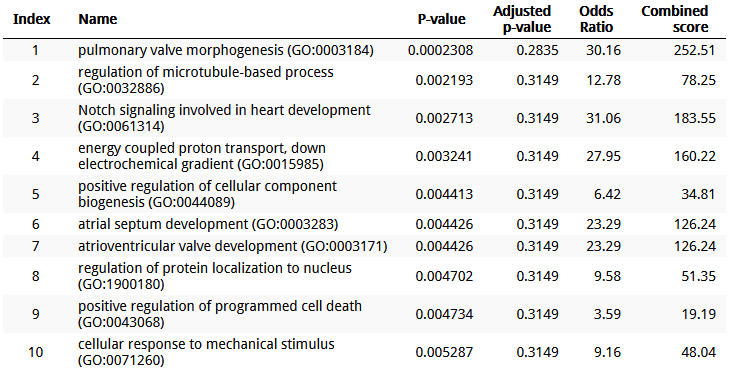 Index Name P-value Adjusted p-value Odds Ratio Combined score
1 pulmonary valve morphogenesis (GO:0003184) 0.0002308 0.2835 30.16 252.51
2 regulation of microtubule-based process (GO:0032886) 0.002193 0.3149 12.78 78.25
3 Notch signaling involved in heart development (GO:0061314) 0.002713 0.3149 31.06 183.55
4 energy coupled proton transport, down electrochemical gradient (GO:0015985) 0.003241 0.3149 27.95 160.22
5 positive regulation of cellular component biogenesis (GO:0044089) 0.004413 0.3149 6.42 34.81
6 atrial septum development (GO:0003283) 0.004426 0.3149 23.29 126.24
7 atrioventricular valve development (GO:0003171) 0.004426 0.3149 23.29 126.24
8 regulation of protein localization to nucleus (GO:1900180) 0.004702 0.3149 9.58 51.35
9 positive regulation of programmed cell death (GO:0043068) 0.004734 0.3149 3.59 19.19
10 cellular response to mechanical stimulus (GO:0071260) 0.005287 0.3149 9.16 48.04